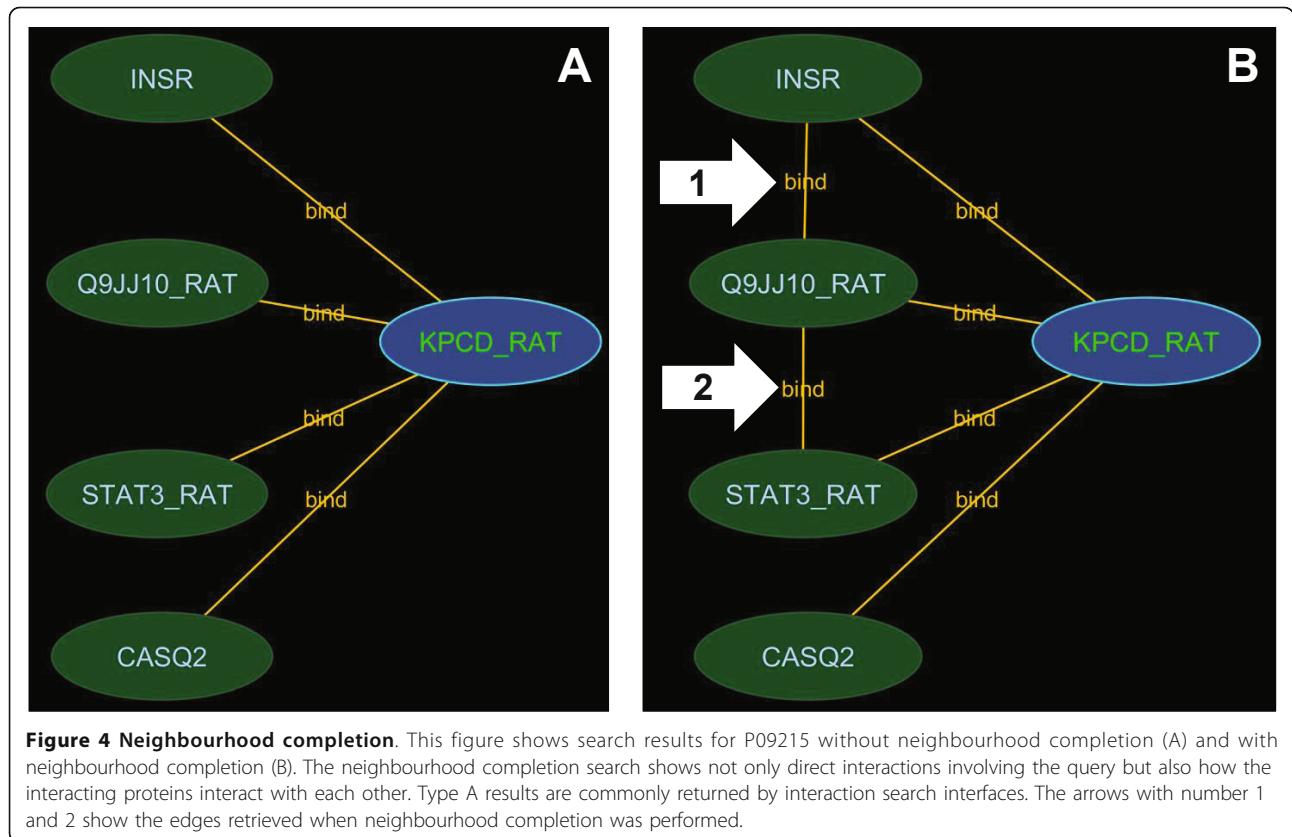 A
INSR
bind
Q9JJ10_RAT
bind
KPCD_RAT
bind
STAT3_RAT
bind
CASQ2
B
INSR
1
bind
bind
Q9JJ10_RAT
bind
KPCD_RAT
2
bind
bind
STAT3_RAT
bind
CASQ2
Figure 4 Neighbourhood completion. This figure shows search results for P09215 without neighbourhood completion (A) and with
neighbourhood completion (B). The neighbourhood completion search shows not only direct interactions involving the query but also how the
interacting proteins interact with each other. Type A results are commonly returned by interaction search interfaces. The arrows with number 1
and 2 show the edges retrieved when neighbourhood completion was performed.